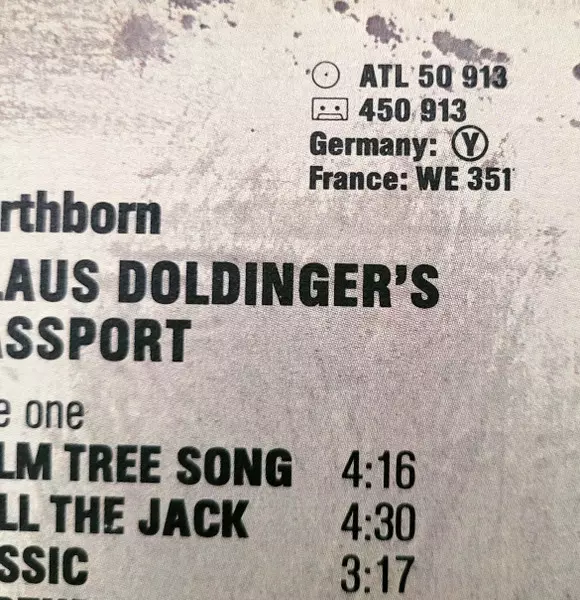 ATL 50 913
450 913
Germany: Ⓨ
France: WE 351
rthborn
LAUS DOLDINGER'S
ASSPORT
e one
LM TREE SONG 4:16
LL THE JACK 4:30
SSIC 3:17